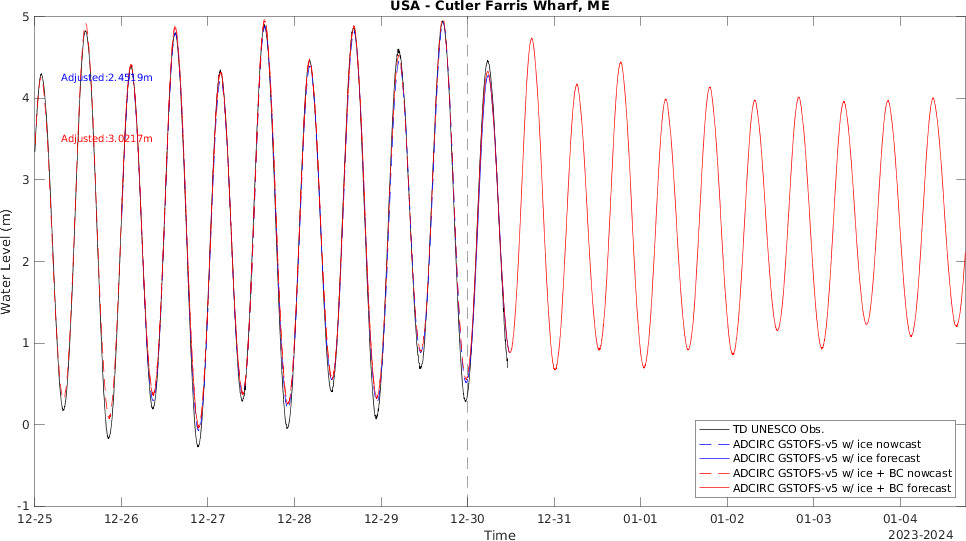 USA - Cutler Farris Wharf, ME
5
4
3
2
1
0
-1
Water Level (m)
Adjusted:2.4519m
Adjusted:3.0217m
TD UNESCO Obs.
ADCIRC GSTOFS-v5 w/ ice nowcast
ADCIRC GSTOFS-v5 w/ ice forecast
ADCIRC GSTOFS-v5 w/ ice + BC nowcast
ADCIRC GSTOFS-v5 w/ ice + BC forecast
12-25 12-26 12-27 12-28 12-29 12-30 12-31 01-01 01-02 01-03 01-04
Time
2023-2024